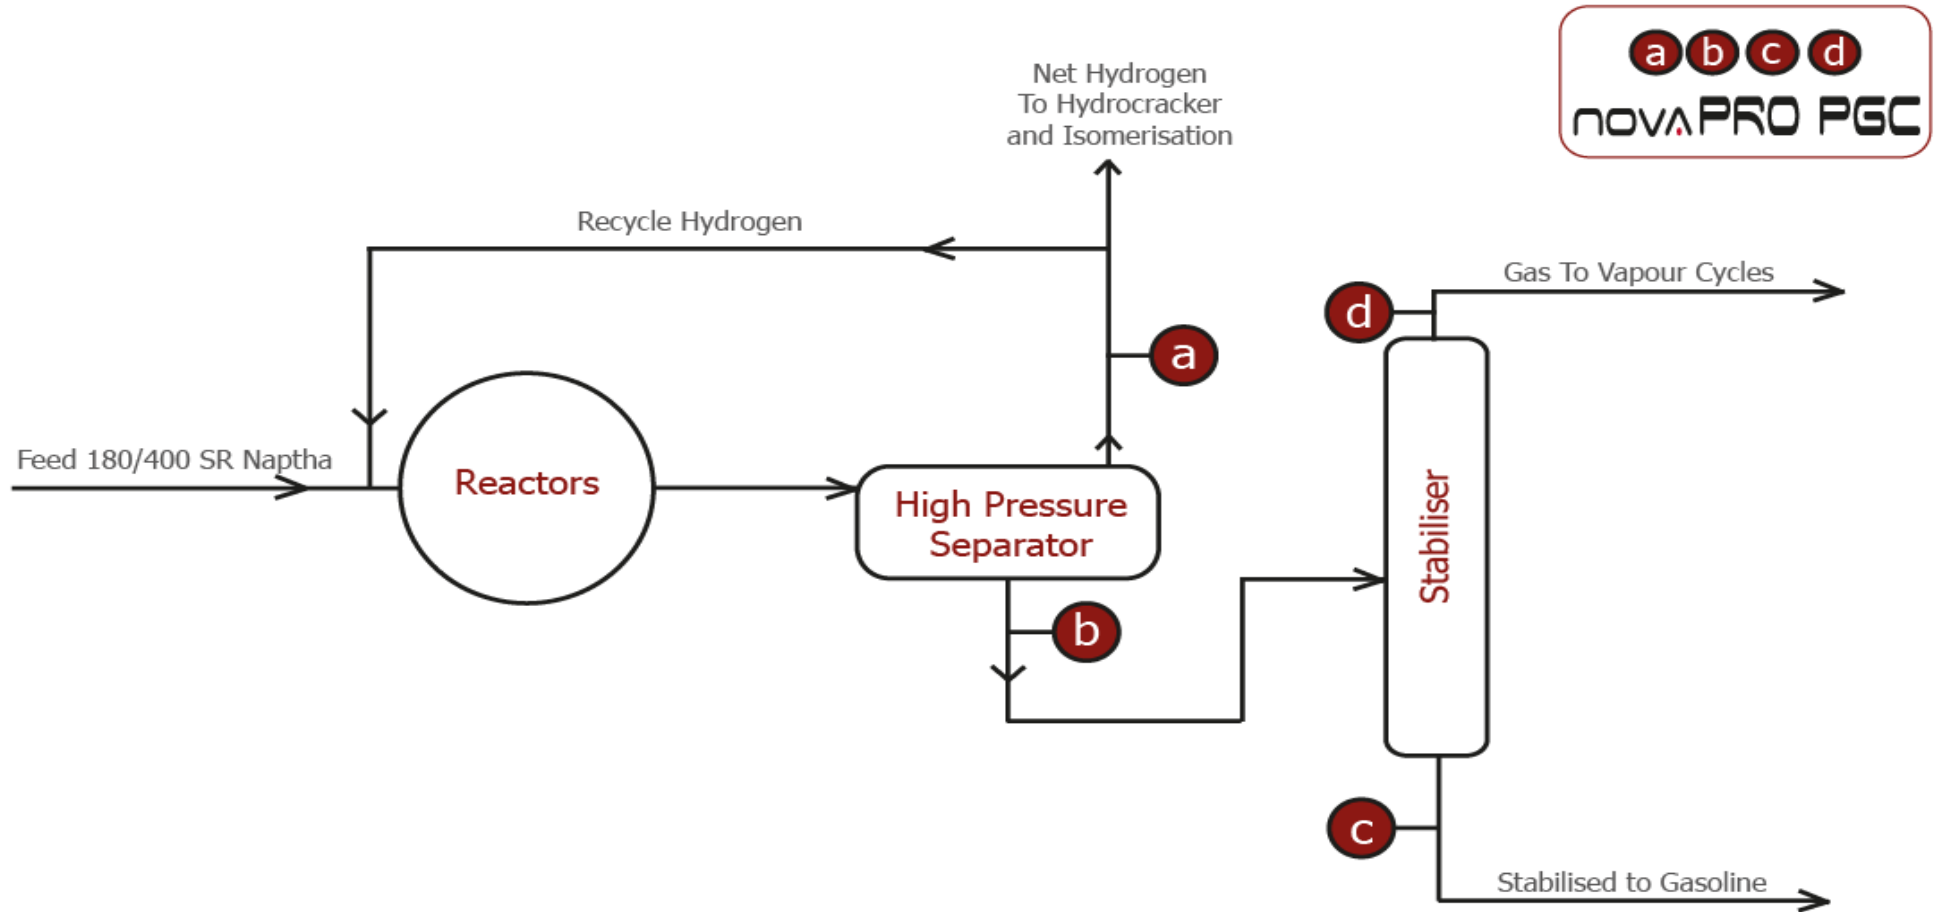 a b c d
novaPRO PGC
Net Hydrogen
To Hydrocracker
and Isomerisation
Recycle Hydrogen
Gas To Vapour Cycles
d
a
Feed 180/400 SR Naptha
Reactors
High Pressure
Separator
Stabiliser
b
c
Stabilised to Gasoline